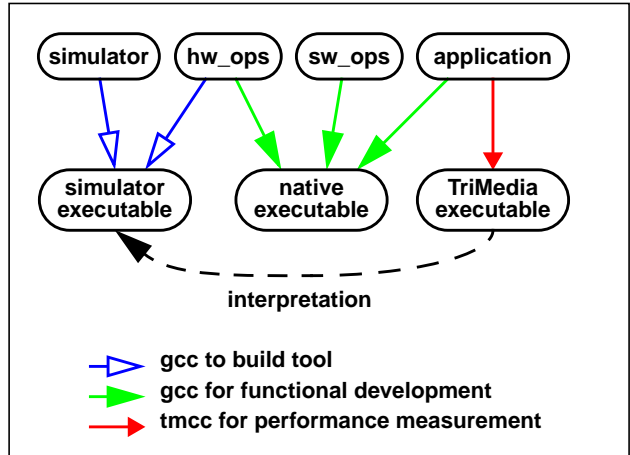 simulator
hw_ops
sw_ops
application
simulator
executable
native
executable
TriMedia
executable
interpretation
gcc to build tool
gcc for functional development
tmcc for performance measurement